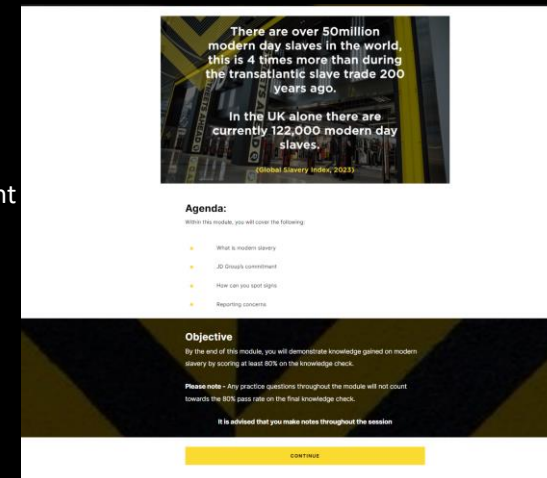 There are over 50million
modern day slaves in the world,
this is 4 times more than during
the transatlantic slave trade 200
years ago.
In the UK alone there are
currently 122,000 modern day
slaves.
(Global Slavery Index, 2023)
nt
Agenda:
Within this module, you will cover the following:
What is modern slavery
JD Group's commitment
How can you spot signs
Reporting concerns
Objective
By the end of this module, you will demonstrate knowledge gained on modern
slavery by scoring at least 80% on the knowledge check.
Please note - Any practice questions throughout the module will not count
towards the 80% pass rate on the final knowledge check.
It is advised that you make notes throughout the session
CONTINUE